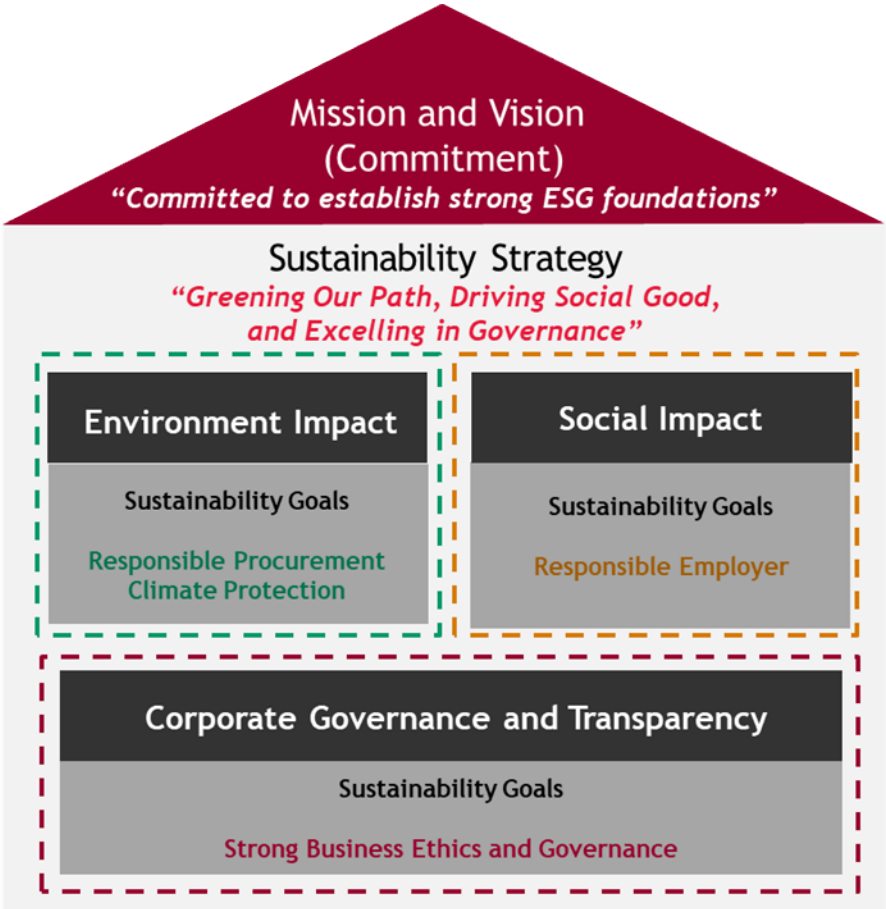 Mission and Vision
(Commitment)
“Committed to establish strong ESG foundations”
Sustainability Strategy
“Greening Our Path, Driving Social Good,
and Excelling in Governance”
Environment Impact
Sustainability Goals
Responsible Procurement
Climate Protection
Social Impact
Sustainability Goals
Responsible Employer
Corporate Governance and Transparency
Sustainability Goals
Strong Business Ethics and Governance